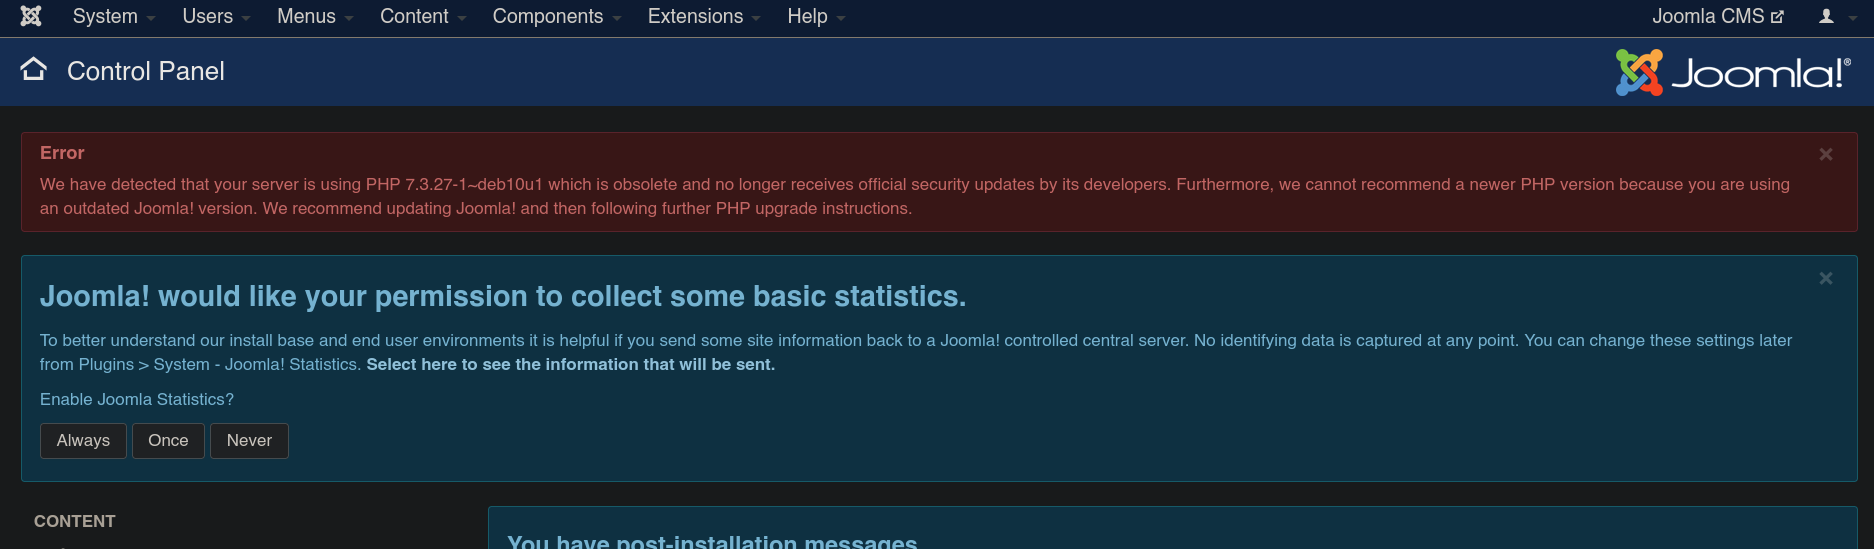 System Users Menus Content Components Extensions Help Joomla CMS
Control Panel Joomla!®
Error
We have detected that your server is using PHP 7.3.27-1~deb10u1 which is obsolete and no longer receives official security updates by its developers. Furthermore, we cannot recommend a newer PHP version because you are using
an outdated Joomla! version. We recommend updating Joomla! and then following further PHP upgrade instructions.
Joomla! would like your permission to collect some basic statistics.
To better understand our install base and end user environments it is helpful if you send some site information back to a Joomla! controlled central server. No identifying data is captured at any point. You can change these settings later
from Plugins > System - Joomla! Statistics. Select here to see the information that will be sent.
Enable Joomla Statistics?
Always Once Never
CONTENT
You have post-installation messages